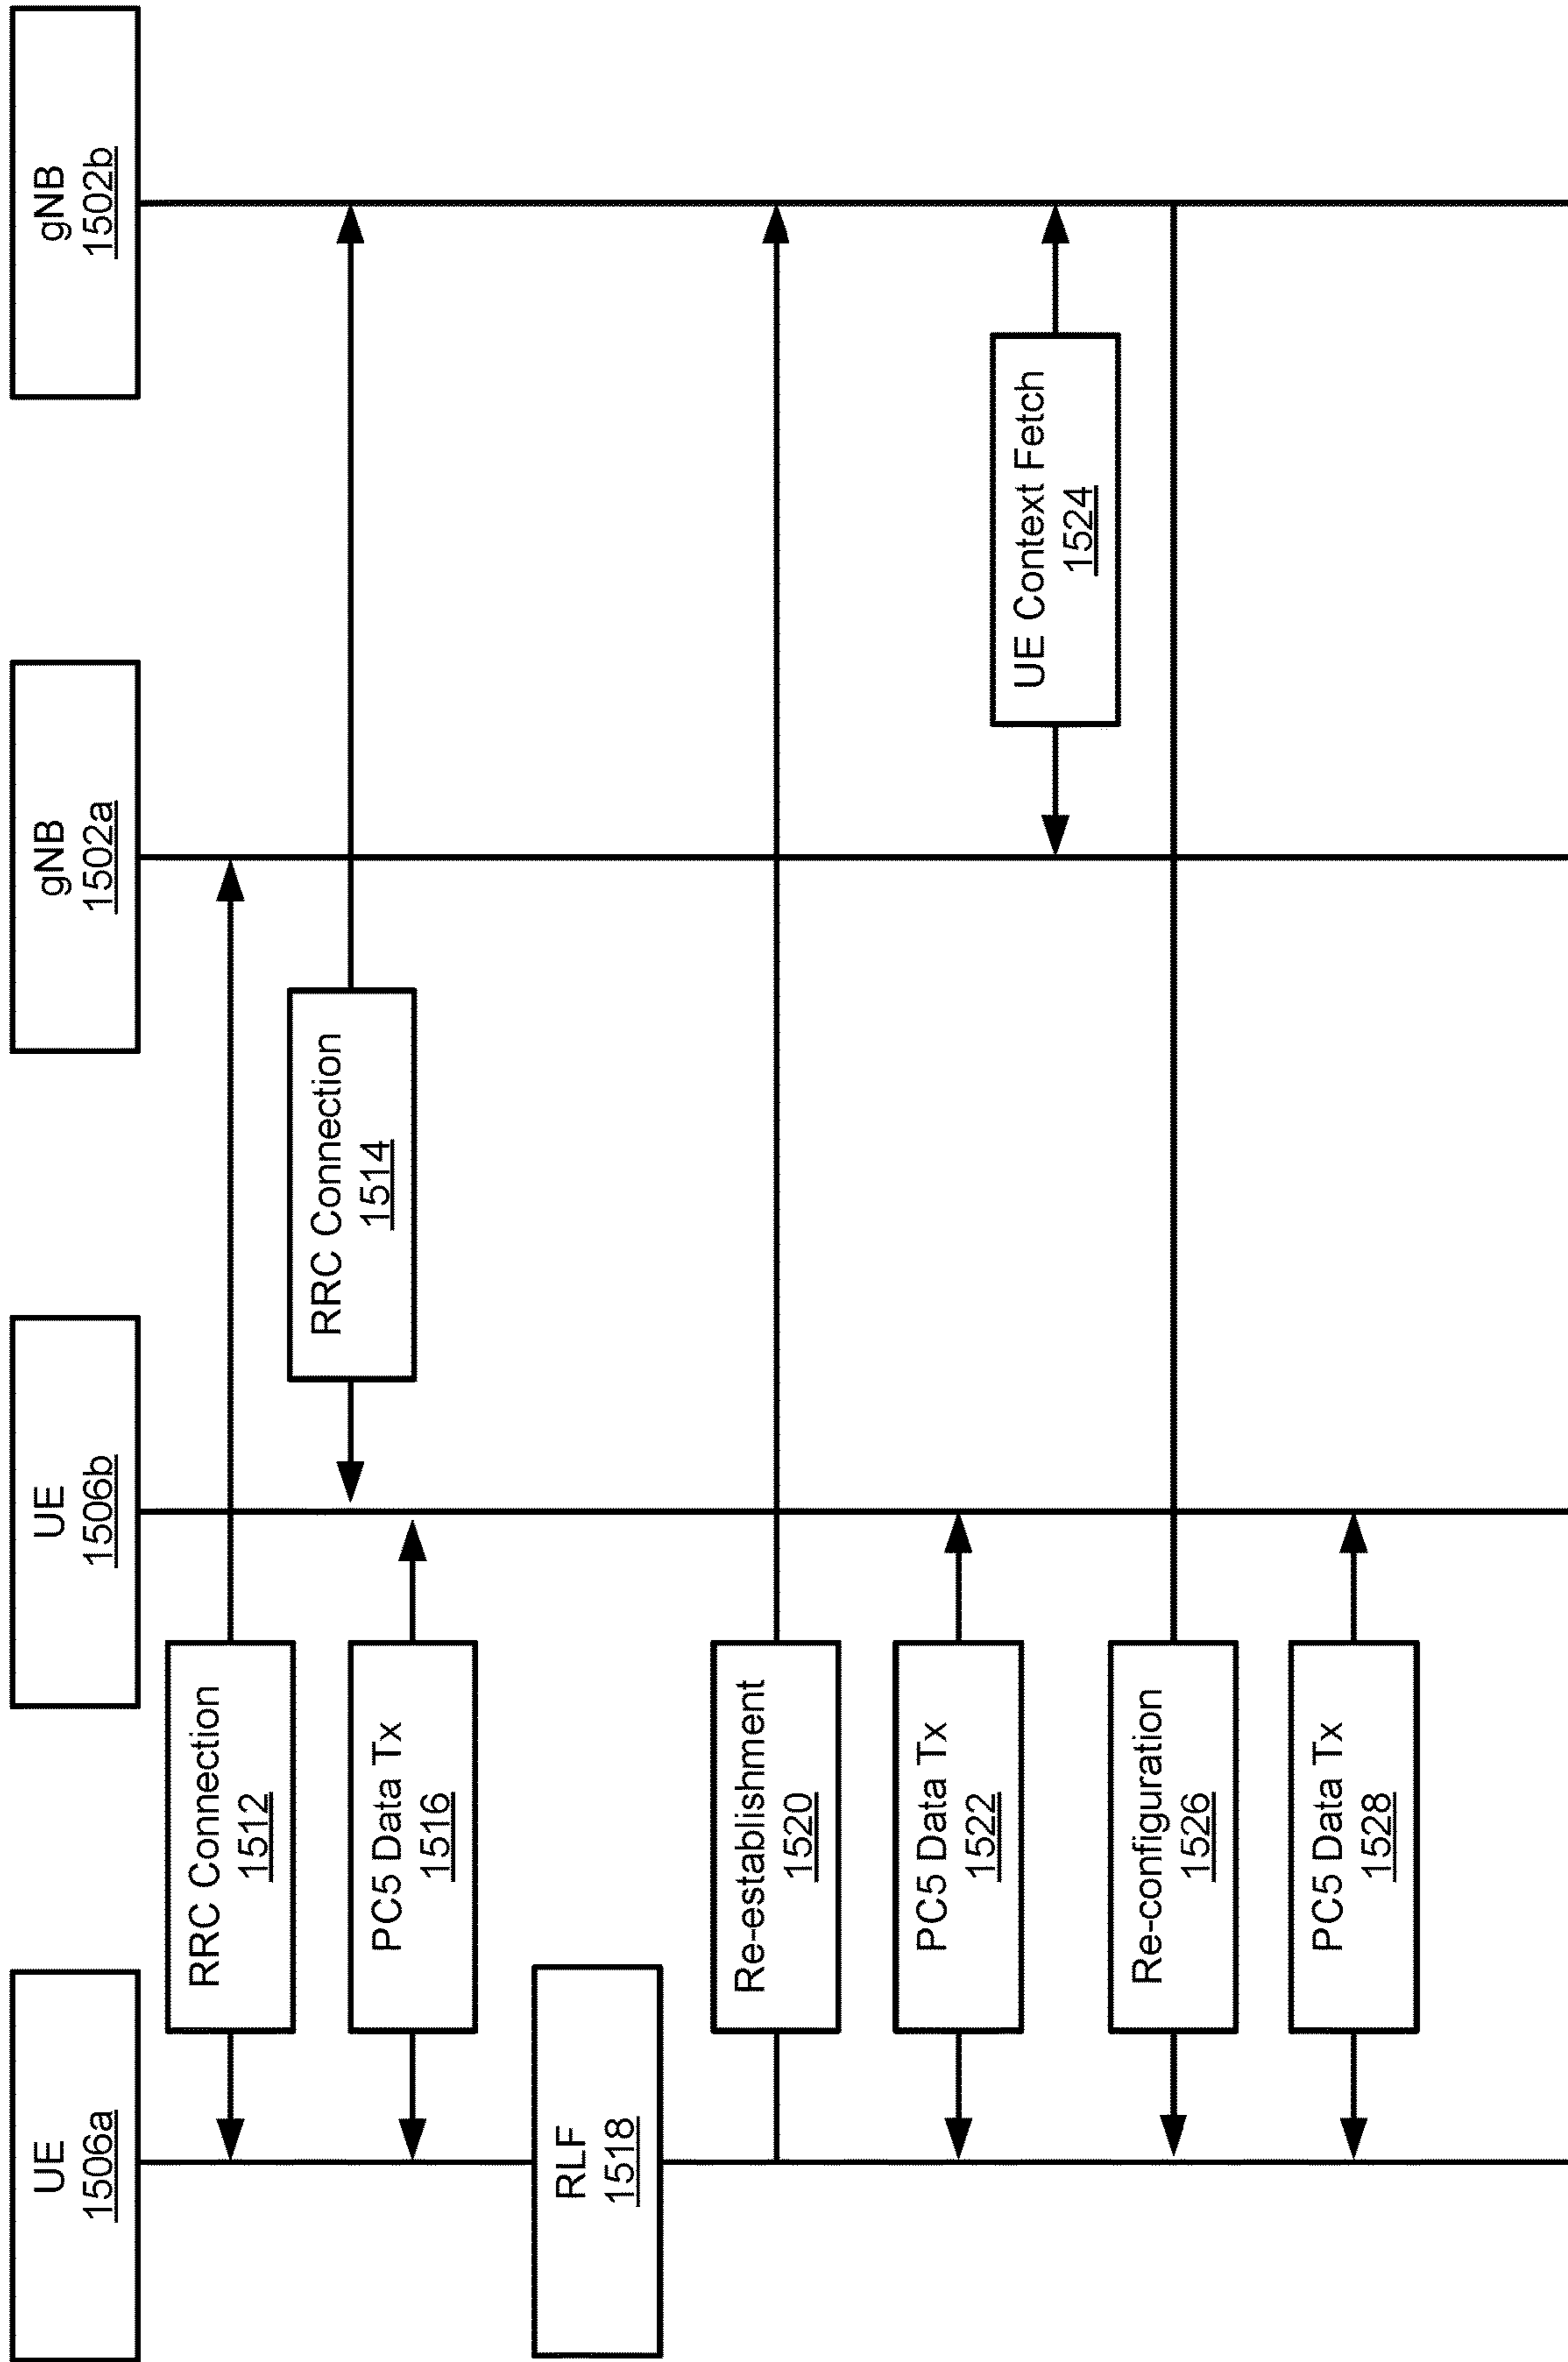 UE
1506a
UE
1506b
gNB
1502a
gNB
1502b
RRC Connection
1512
RRC Connection
1514
PC5 Data Tx
1516
RLF
1518
Re-establishment
1520
PC5 Data Tx
1522
UE Context Fetch
1524
Re-configuration
1526
PC5 Data Tx
1528